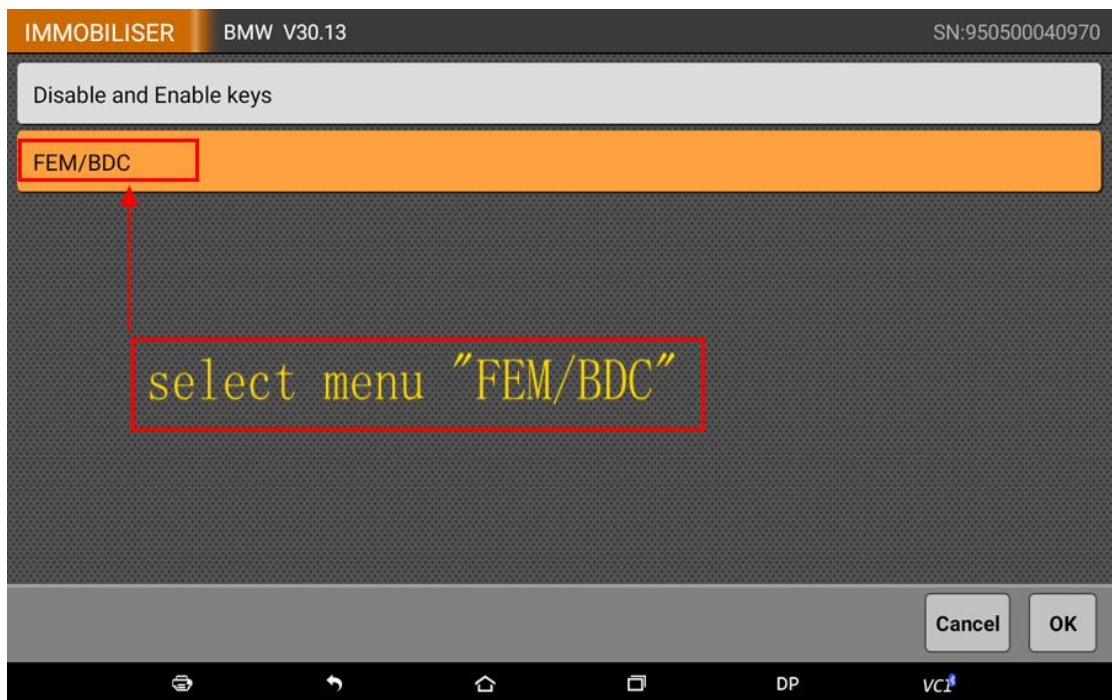 IMMOBILISER BMW V30.13 SN:950500040970
Disable and Enable keys
FEM/BDC
select menu "FEM/BDC"
Cancel OK
DP VCI